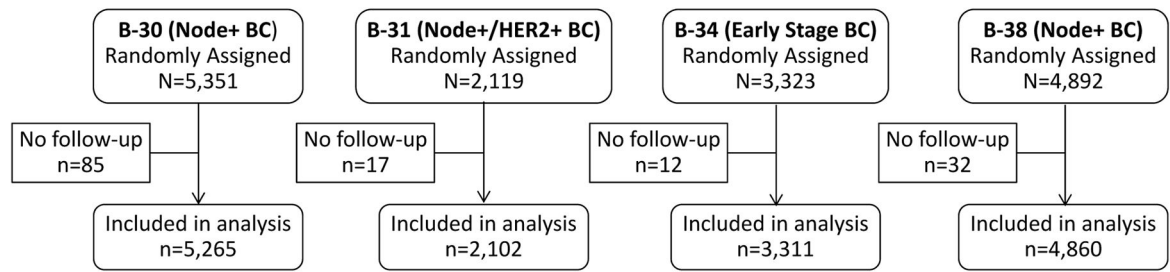 B-30 (Node+ BC)
Randomly Assigned
N=5,351
No follow-up
n=85
Included in analysis
n=5,265
B-31 (Node+/HER2+ BC)
Randomly Assigned
N=2,119
No follow-up
n=17
Included in analysis
n=2,102
B-34 (Early Stage BC)
Randomly Assigned
N=3,323
No follow-up
n=12
Included in analysis
n=3,311
B-38 (Node+ BC)
Randomly Assigned
N=4,892
No follow-up
n=32
Included in analysis
n=4,860